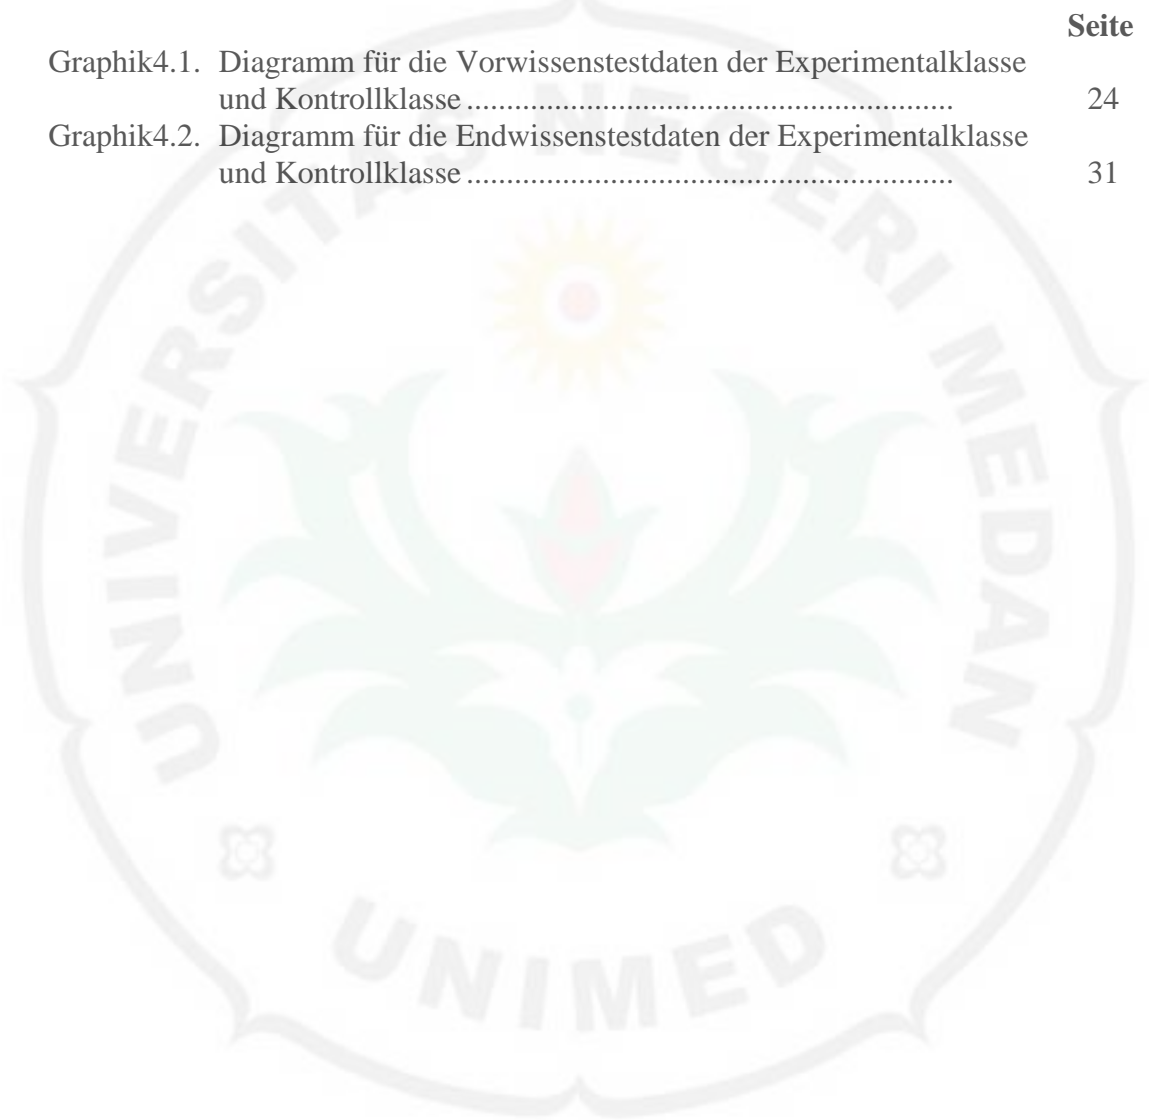 Seite
Graphik4.1. Diagramm für die Vorwissenstestdaten der Experimentalklasse
und Kontrollklasse ............................................................. 24
Graphik4.2. Diagramm für die Endwissenstestdaten der Experimentalklasse
und Kontrollklasse ............................................................. 31
UNIVERSITAS NEGERI MEDAN
UNIMED